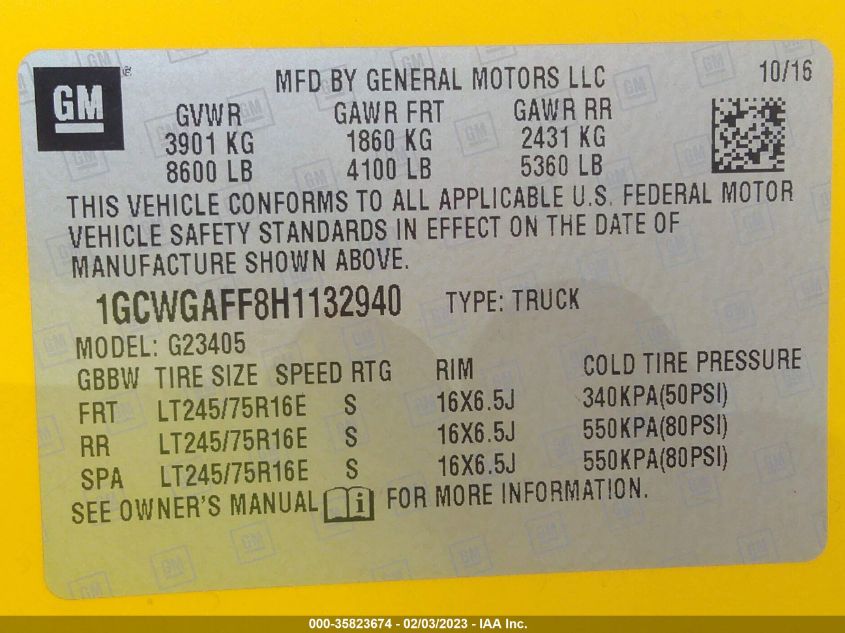 GM ® MFD BY GENERAL MOTORS LLC 10/16
GVWR GAWR FRT GAWR RR
3901 KG 1860 KG 2431 KG
8600 LB 4100 LB 5360 LB
THIS VEHICLE CONFORMS TO ALL APPLICABLE U.S. FEDERAL MOTOR
VEHICLE SAFETY STANDARDS IN EFFECT ON THE DATE OF
MANUFACTURE SHOWN ABOVE.
1GCWGAFF8H1132940 TYPE: TRUCK
MODEL: G23405
GBBW TIRE SIZE SPEED RTG RIM COLD TIRE PRESSURE
FRT LT245/75R16E S 16X6.5J 340KPA(50PSI)
RR LT245/75R16E S 16X6.5J 550KPA(80PSI)
SPA LT245/75R16E S 16X6.5J 550KPA(80PSI)
SEE OWNER'S MANUAL i FOR MORE INFORMATION.
000-35823674 - 02/03/2023 - IAA Inc.